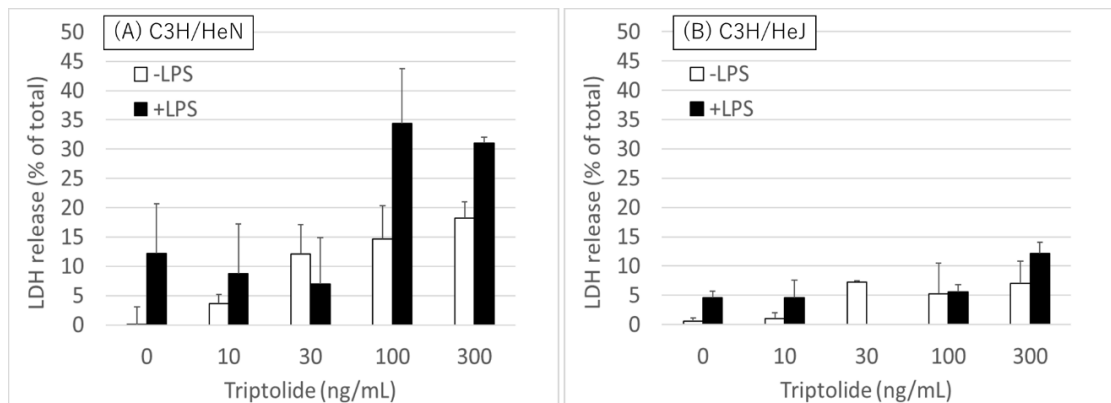 (A) C3H/HeN
50
45
40
35
30
25
20
15
10
5
0
LDH release (% of total)
-LPS
+LPS
0 10 30 100 300
Triptolide (ng/mL)
(B) C3H/HeJ
50
45
40
35
30
25
20
15
10
5
0
LDH release (% of total)
-LPS
+LPS
0 10 30 100 300
Triptolide (ng/mL)